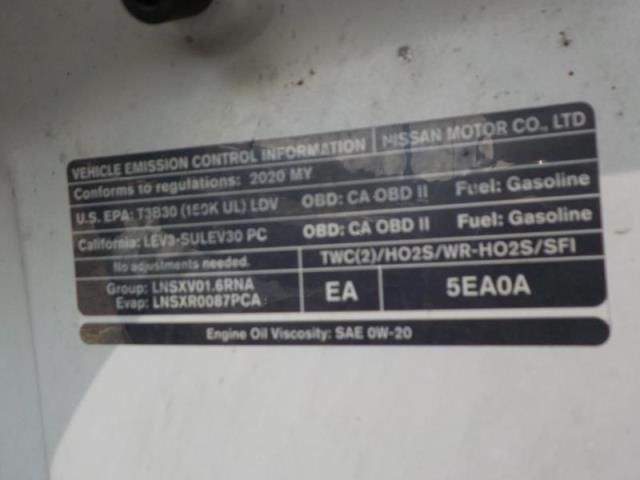 VEHICLE EMISSION CONTROL INFORMATION NISSAN MOTOR CO., LTD
Conforms to regulations: 2020 MY
U.S. EPA: T3B30 (150K UL) LDV OBD: CA OBD II Fuel: Gasoline
California: LEV3-SULEV30 PC OBD: CA OBD II Fuel: Gasoline
No adjustments needed. TWC(2)/HO2S/WR-HO2S/SFI
Group: LNSXV01.6RNA
Evap: LNSXR0087PCA
EA 5EA0A
Engine Oil Viscosity: SAE 0W-20